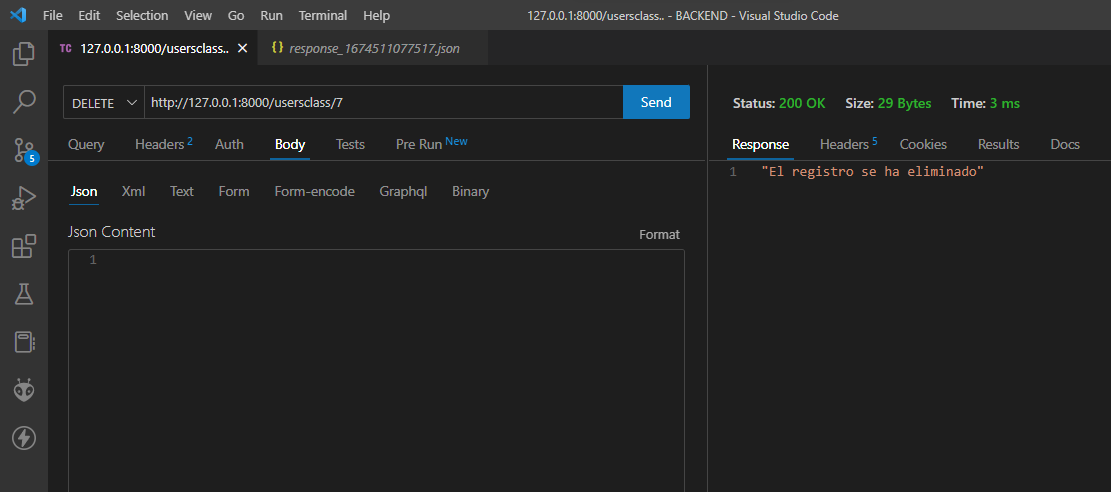 File Edit Selection View Go Run Terminal Help 127.0.0.1:8000/usersclass.. - BACKEND - Visual Studio Code
TC 127.0.0.1:8000/usersclass.. {} response_1674511077517.json
DELETE http://127.0.0.1:8000/usersclass/7 Send
Status: 200 OK Size: 29 Bytes Time: 3 ms
Query Headers 2 Auth Body Tests Pre Run New
Response Headers 5 Cookies Results Docs
1 "El registro se ha eliminado"
5
Json Xml Text Form Form-encode Graphql Binary
Json Content Format
1